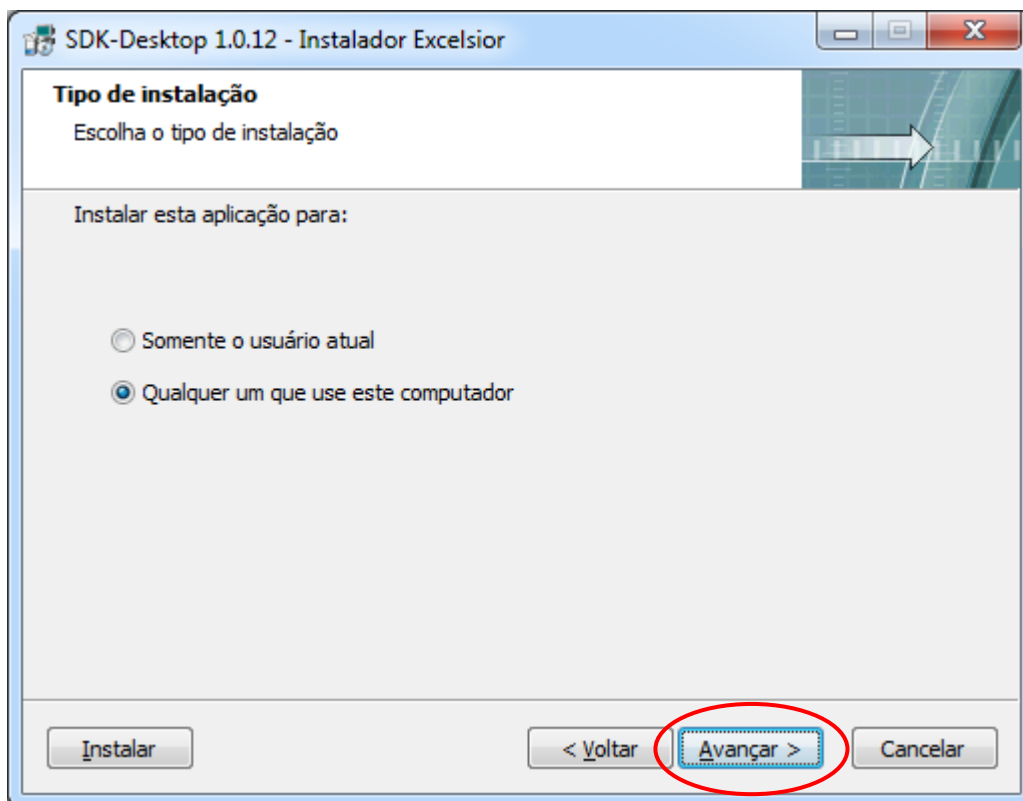 SDK-Desktop 1.0.12 - Instalador Excelsior
Tipo de instalação
Escolha o tipo de instalação
Instalar esta aplicação para:
Somente o usuário atual
Qualquer um que use este computador
Instalar
< Voltar
Avançar >
Cancelar